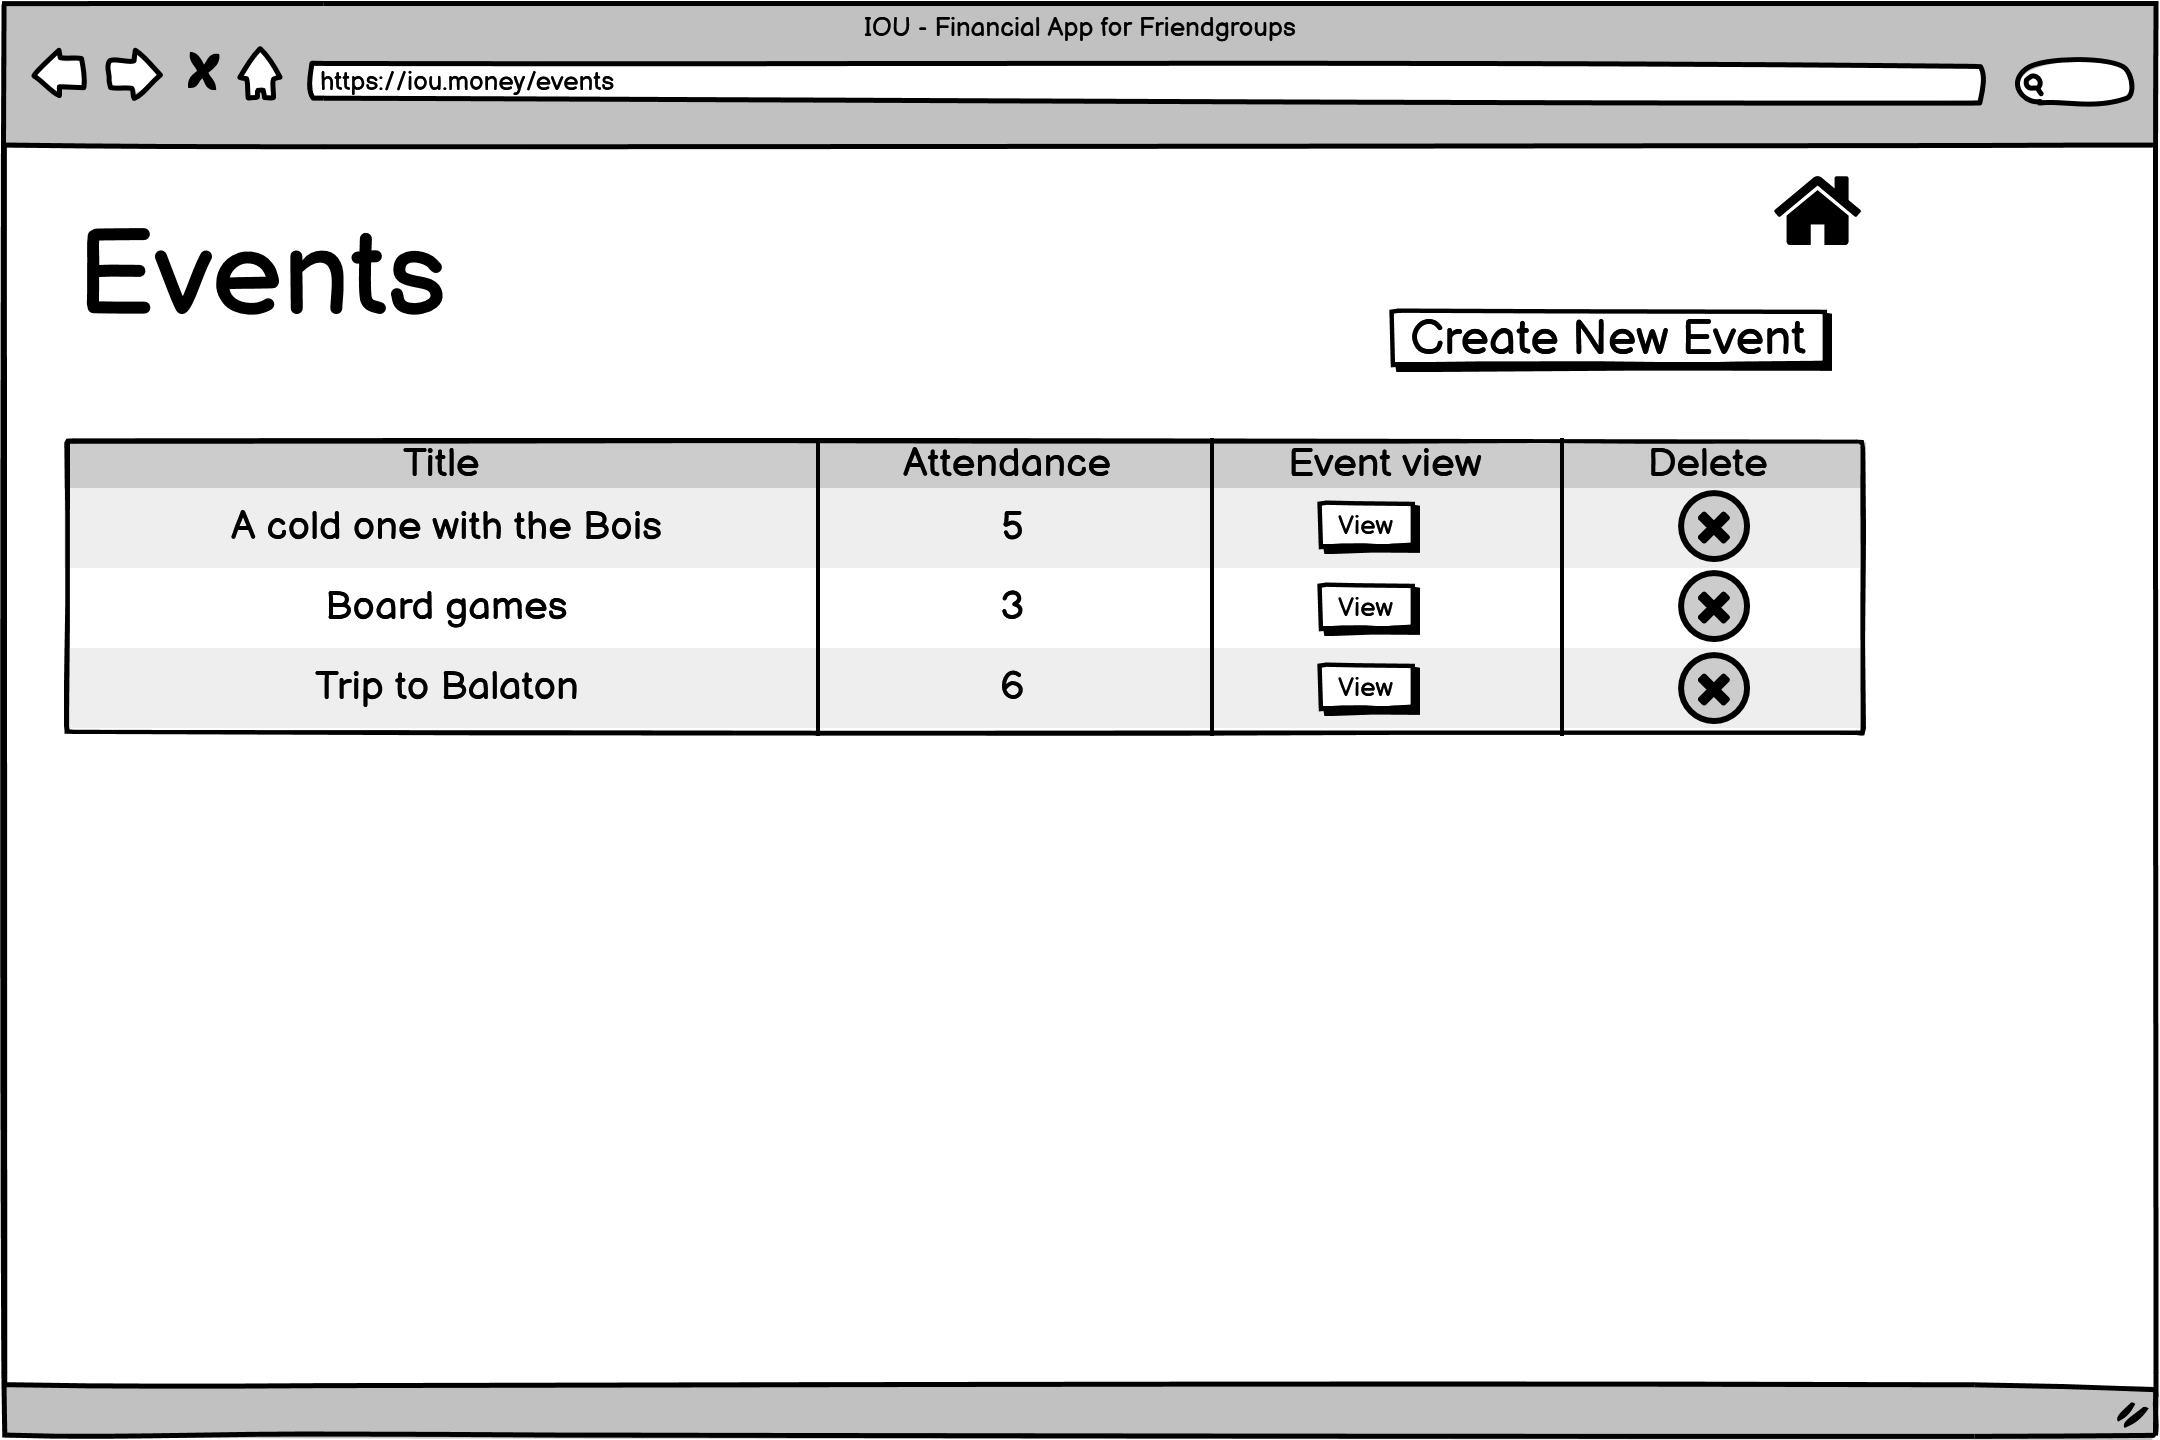 IOU - Financial App for Friendgroups
https://iou.money/events
Events
Create New Event
Title Attendance Event view Delete
A cold one with the Bois 5 View
Board games 3 View
Trip to Balaton 6 View